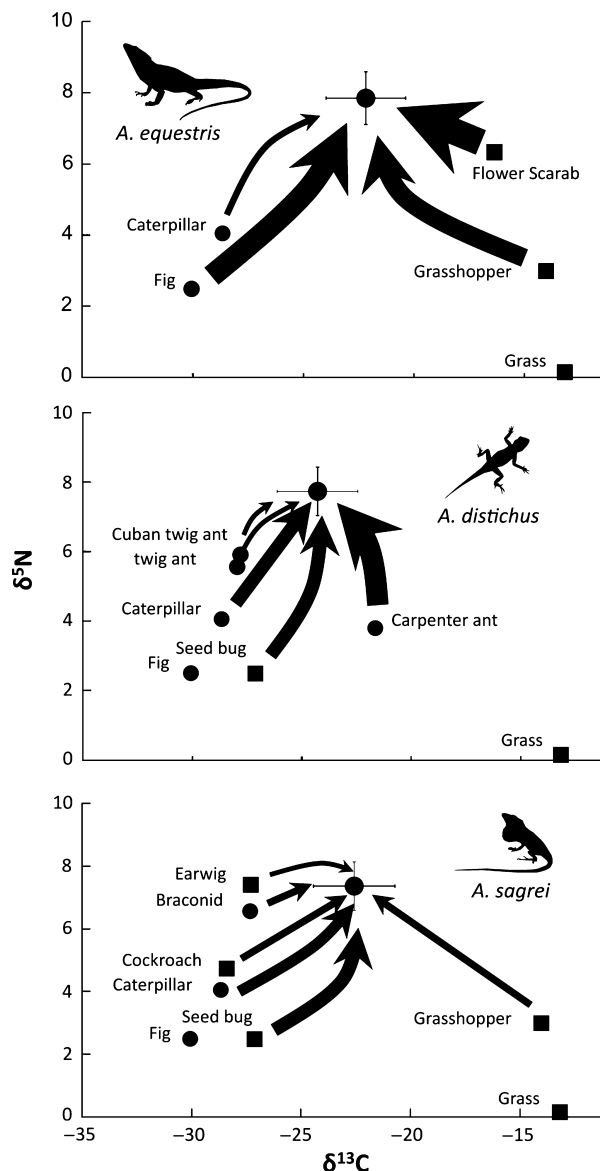 10
8
A. equestris
6
Flower Scarab
Caterpillar
4
Grasshopper
Fig
2
Grass
0
10
8
A. distichus
Cuban twig ant
6
twig ant
δ5N
Caterpillar
4
Carpenter ant
Seed bug
Fig
2
Grass
0
10
8
Earwig
A. sagrei
Braconid
6
Cockroach
Caterpillar
4
Seed bug
Grasshopper
Fig
2
Grass
0
−35 −30 −25 −20 −15
δ13C